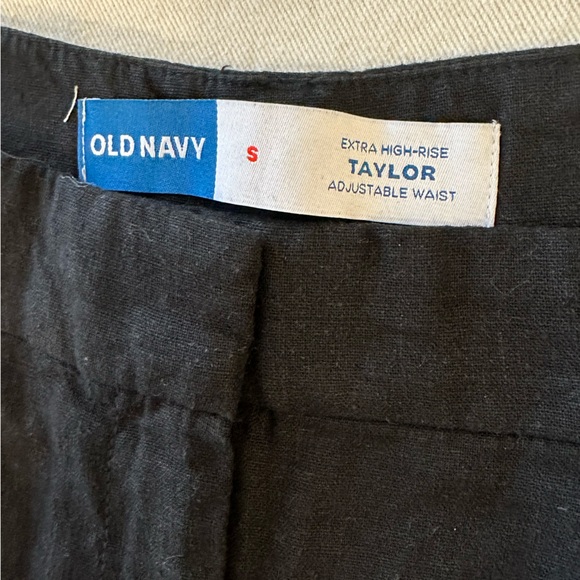 OLD NAVY
S
EXTRA HIGH-RISE
TAYLOR
ADJUSTABLE WAIST